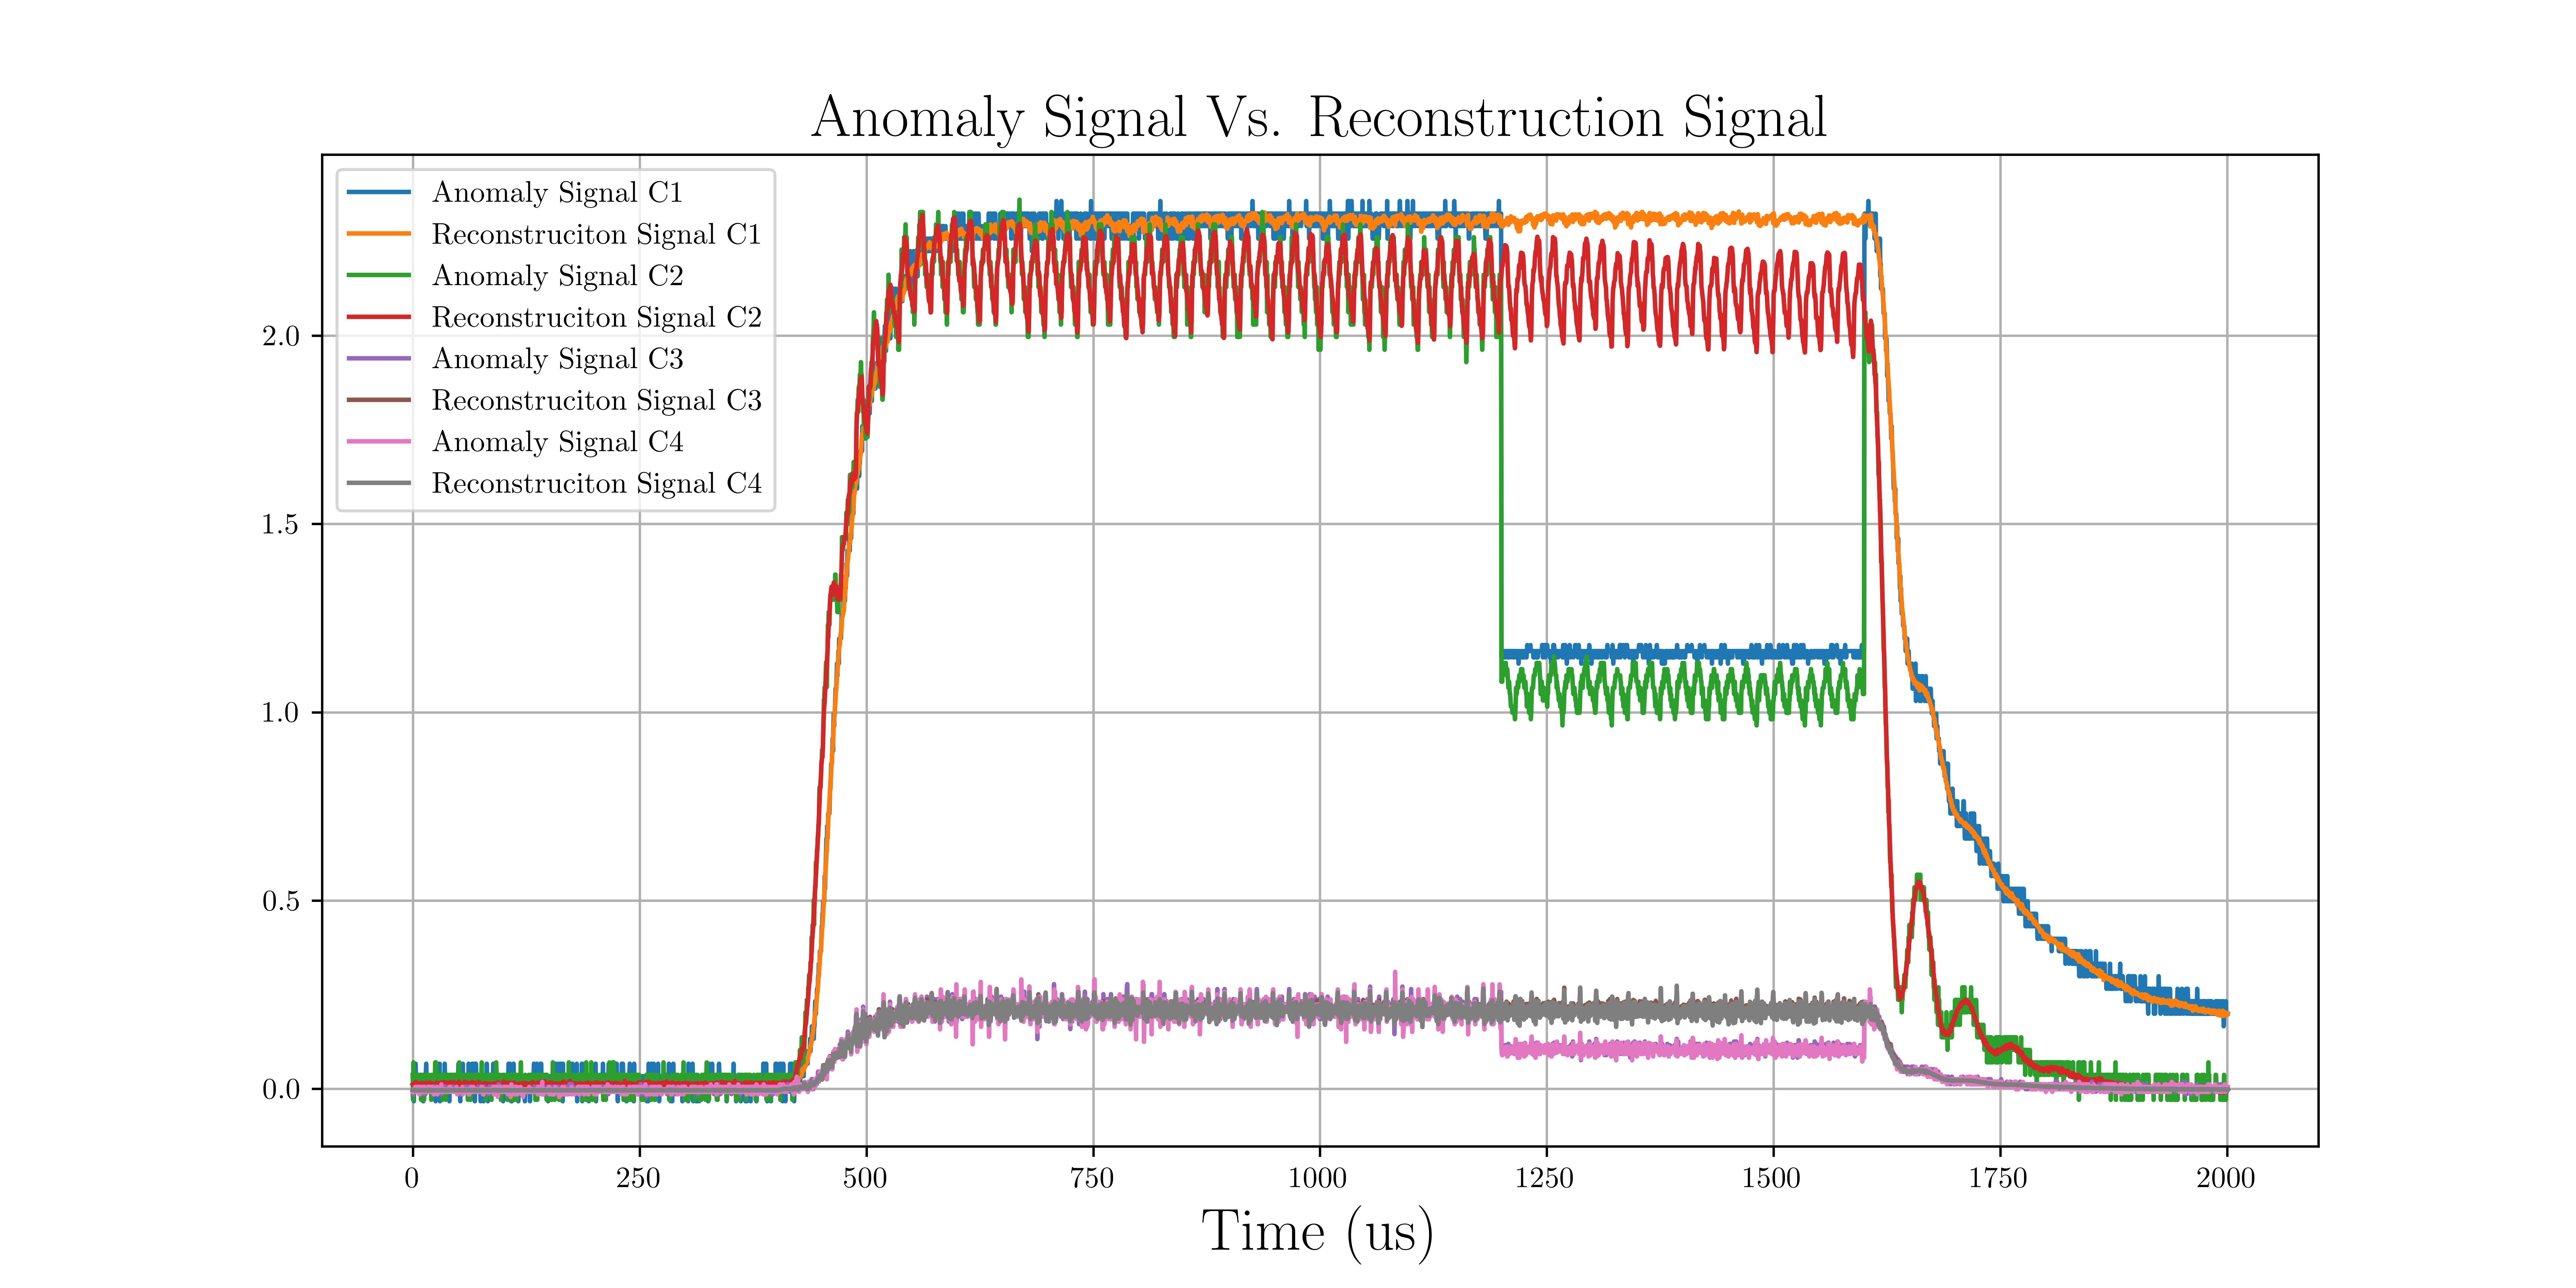 Anomaly Signal Vs. Reconstruction Signal
Anomaly Signal C1
Reconstruciton Signal C1
Anomaly Signal C2
Reconstruciton Signal C2
Anomaly Signal C3
Reconstruciton Signal C3
Anomaly Signal C4
Reconstruciton Signal C4
2.0
1.5
1.0
0.5
0.0
0 250 500 750 1000 1250 1500 1750 2000
Time (us)